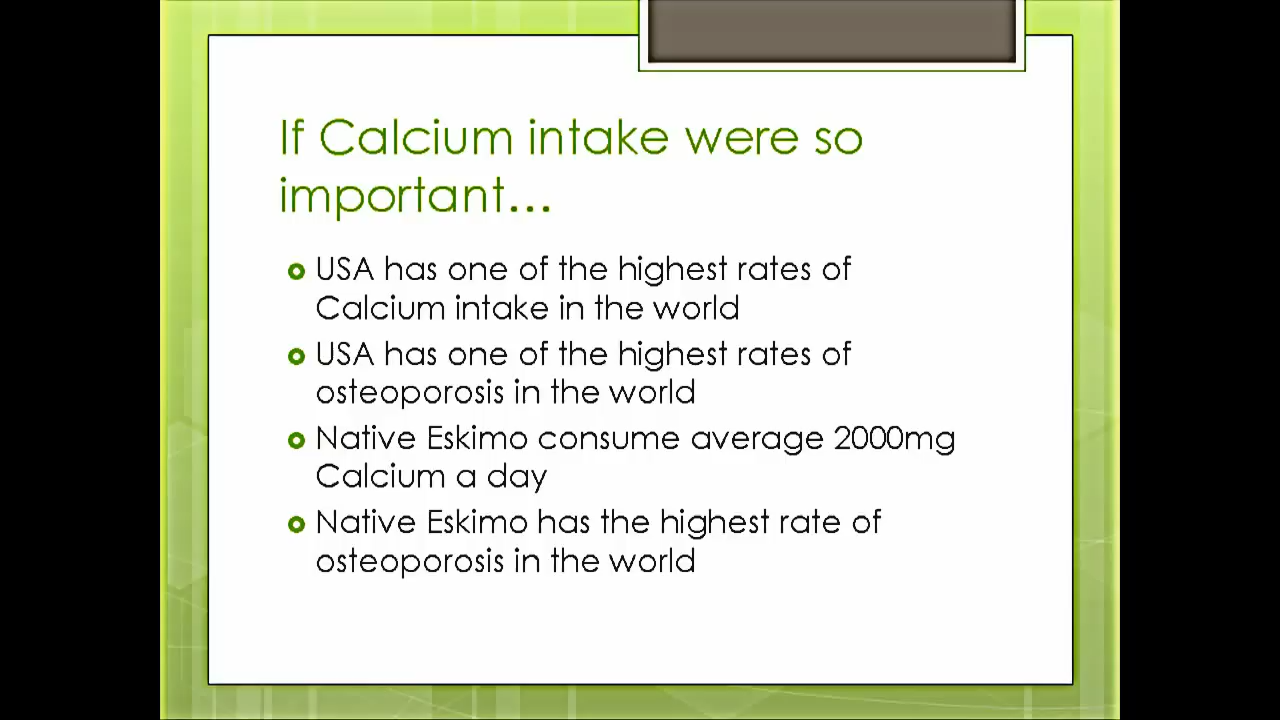 If Calcium intake were so
important…
USA has one of the highest rates of
Calcium intake in the world
USA has one of the highest rates of
osteoporosis in the world
Native Eskimo consume average 2000mg
Calcium a day
Native Eskimo has the highest rate of
osteoporosis in the world